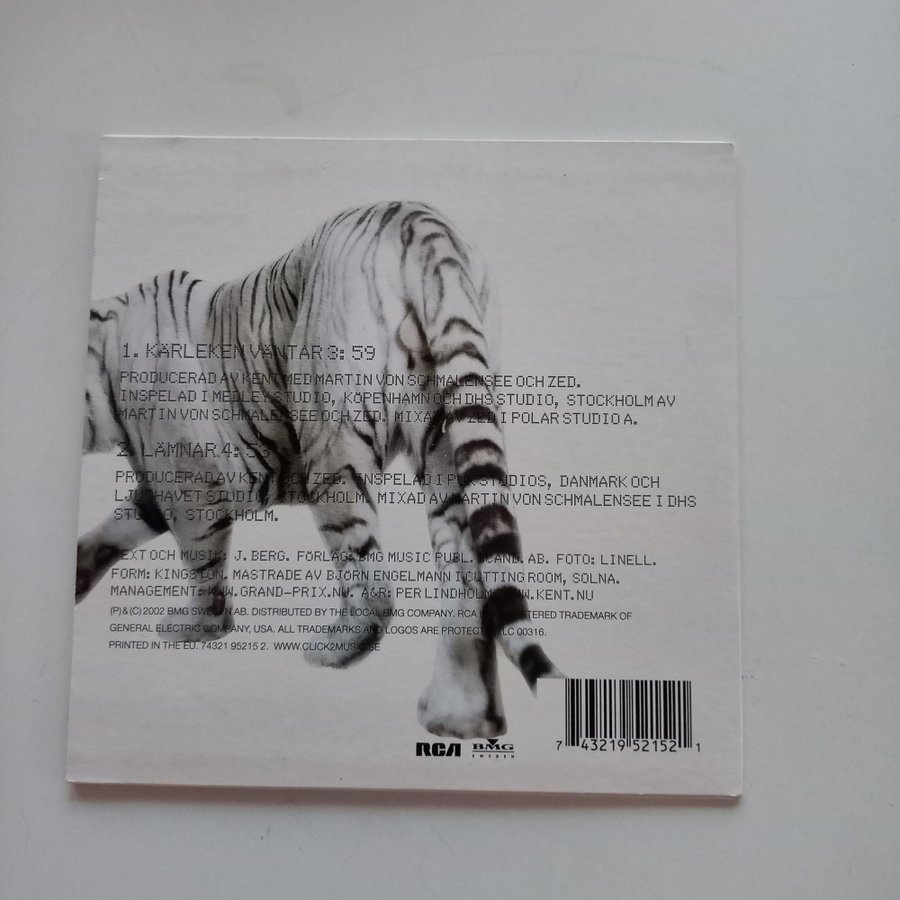 1. KÄRLEKEN VÄNTAR 3: 59
PRODUCERAD AV KENT MED MARTIN VON SCHMALENSEE OCH ZED.
INSPELAD I MEDLEY STUDIO, KÖPENHAMN OCH DHS STUDIO, STOCKHOLM AV
MARTIN VON SCHMALENSEE OCH ZED. MIXAD AV ZED I POLAR STUDIO A.
2. LÄMNAR 4: 53
PRODUCERAD AV KENT OCH ZED. INSPELAD I PUK STUDIOS, DANMARK OCH
LJUDHAVET STUDIO, STOCKHOLM. MIXAD AV MARTIN VON SCHMALENSEE I DHS
STUDIO, STOCKHOLM.
TEXT OCH MUSIK: J. BERG. FÖRLAG: BMG MUSIC PUBL. SCAND. AB. FOTO: LINELL.
FORM: KINGSTON. MASTRADE AV BJÖRN ENGELMANN I CUTTING ROOM, SOLNA.
MANAGEMENT: WWW.GRAND-PRIX.NU. A&R: PER LINDHOLM WWW.KENT.NU
(P) & (C) 2002 BMG SWEDEN AB. DISTRIBUTED BY THE LOCAL BMG COMPANY. RCA REGISTERED TRADEMARK OF
GENERAL ELECTRIC COMPANY, USA. ALL TRADEMARKS AND LOGOS ARE PROTECTED. LC 00316.
PRINTED IN THE EU. 74321 95215 2. WWW.CLICK2MUSIC.SE
RCA BMG SWEDEN
7 43219 52152 1